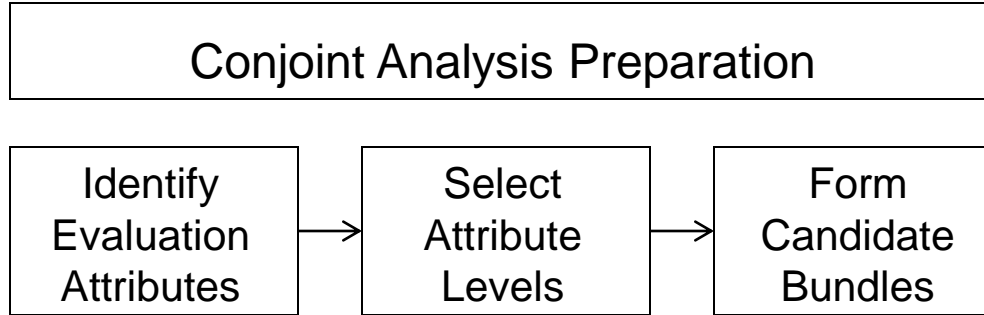 Conjoint Analysis Preparation
Identify
Evaluation
Attributes
Select
Attribute
Levels
Form
Candidate
Bundles